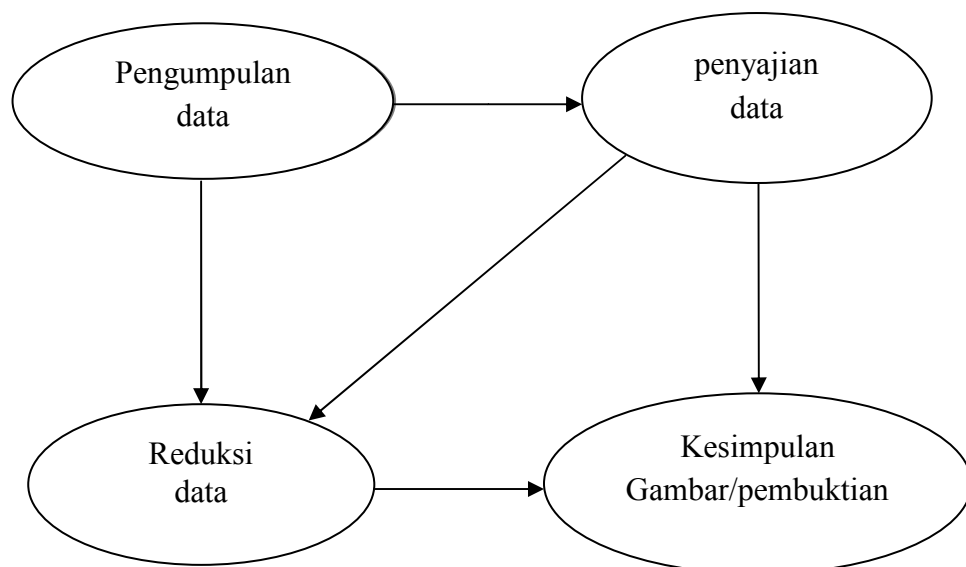 Pengumpulan
data
penyajian
data
Reduksi
data
Kesimpulan
Gambar/pembuktian